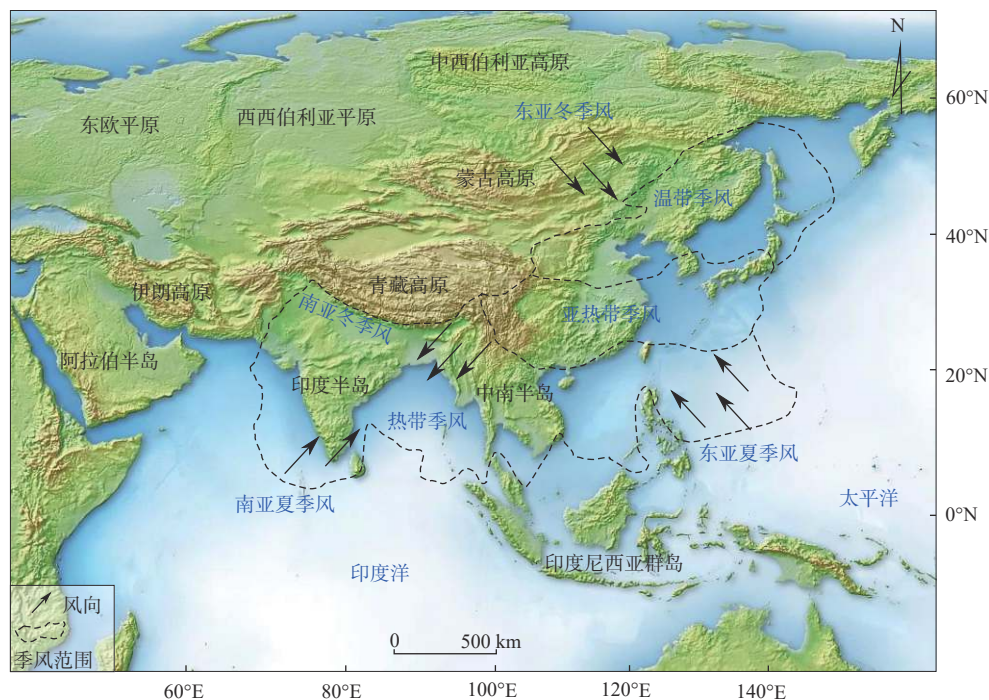 N
中西伯利亚高原
东欧平原
西西伯利亚平原
东亚冬季风
60°N
蒙古高原
温带季风
40°N
伊朗高原
青藏高原
南亚冬季风
亚热带季风
阿拉伯半岛
印度半岛
中南半岛
20°N
热带季风
东亚夏季风
南亚夏季风
太平洋
0°N
印度洋
印度尼西亚群岛
风向
季风范围
0 500 km
60°E 80°E 100°E 120°E 140°E